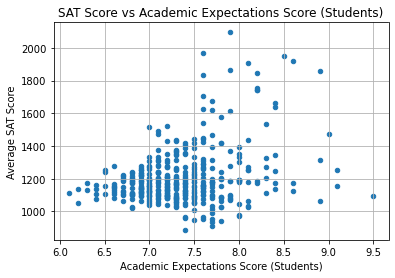 SAT Score vs Academic Expectations Score (Students)
Average SAT Score
2000
1800
1600
1400
1200
1000
6.0 6.5 7.0 7.5 8.0 8.5 9.0 9.5
Academic Expectations Score (Students)